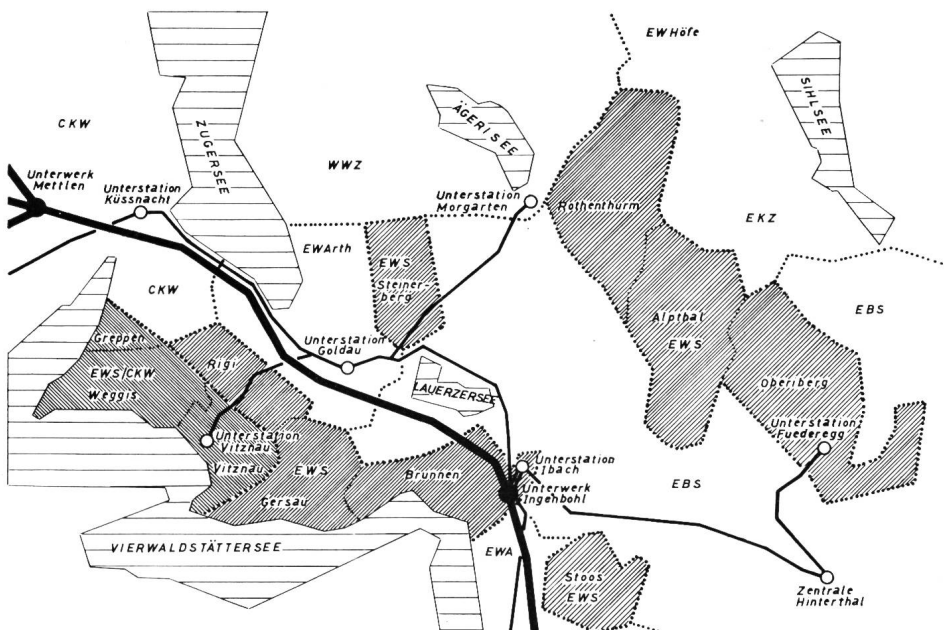 EW Höfe
CKW
ZUGERSEE
ÄGERISEE
SIHLSEE
Unterwerk
Mettlen
Unterstation
Küssnacht
WWZ
Unterstation
Morgarten
Rothenthurm
EKZ
EWArth
EWS
Steiner-
berg
CKW
EBS
Greppen
Rigi
Unterstation
Goldau
Alpthal
EWS
EWS/CKW
Weggis
LAUERZERSEE
Oberiberg
Unterstation
Fuederegg
Unterstation
Vitznau
Vitznau
EWS
Gersau
Brunnen
Unterstation
Ibach
Unterwerk
Ingenbohl
EBS
VIERWALDSTÄTTERSEE
EWA
Stoos
EWS
Zentrale
Hinterthal